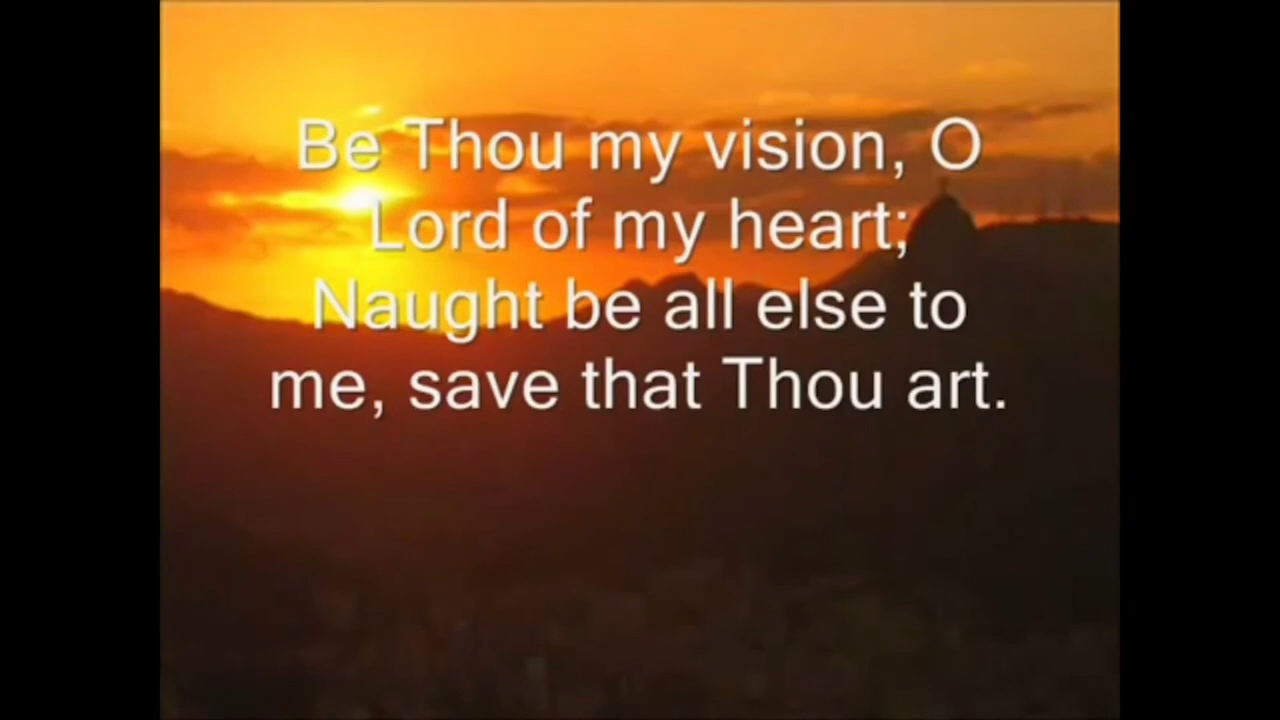 Be Thou my vision, O
Lord of my heart;
Naught be all else to
me, save that Thou art.